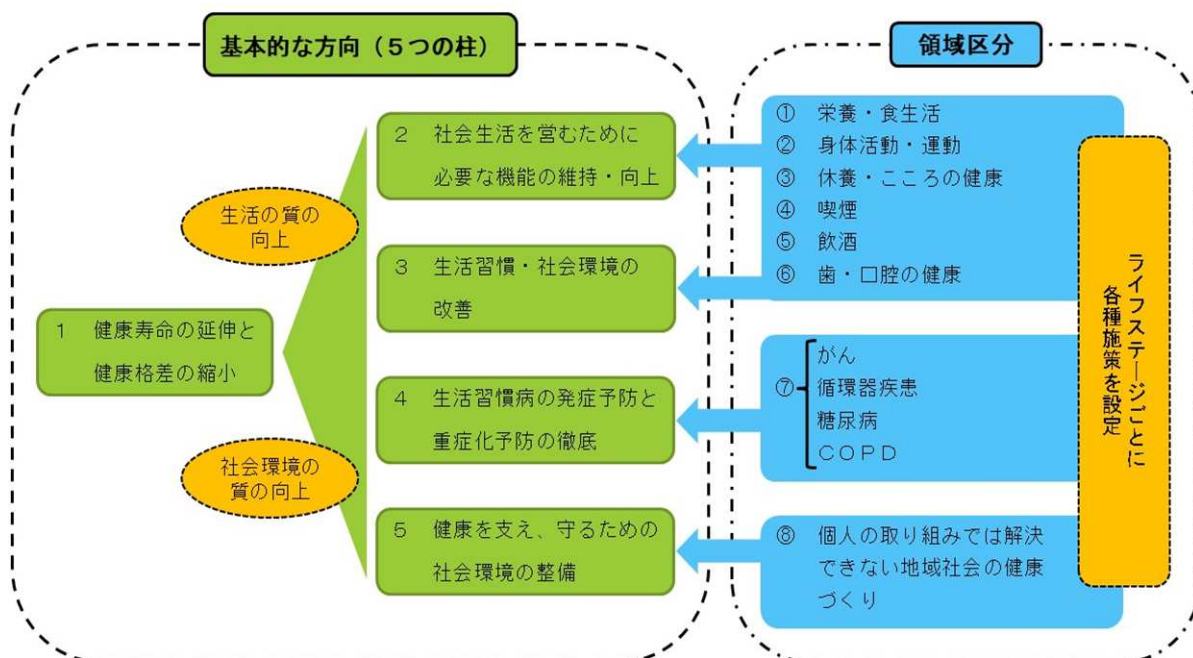 基本的な方向（５つの柱）
領域区分
１　健康寿命の延伸と
健康格差の縮小
生活の質の
向上
社会環境の
質の向上
２　社会生活を営むために
必要な機能の維持・向上
３　生活習慣・社会環境の
改善
４　生活習慣病の発症予防と
重症化予防の徹底
５　健康を支え、守るための
社会環境の整備
①　栄養・食生活
②　身体活動・運動
③　休養・こころの健康
④　喫煙
⑤　飲酒
⑥　歯・口腔の健康
⑦
がん
循環器疾患
糖尿病
ＣＯＰＤ
⑧　個人の取り組みでは解決
できない地域社会の健康
づくり
ライフステージごとに
各種施策を設定